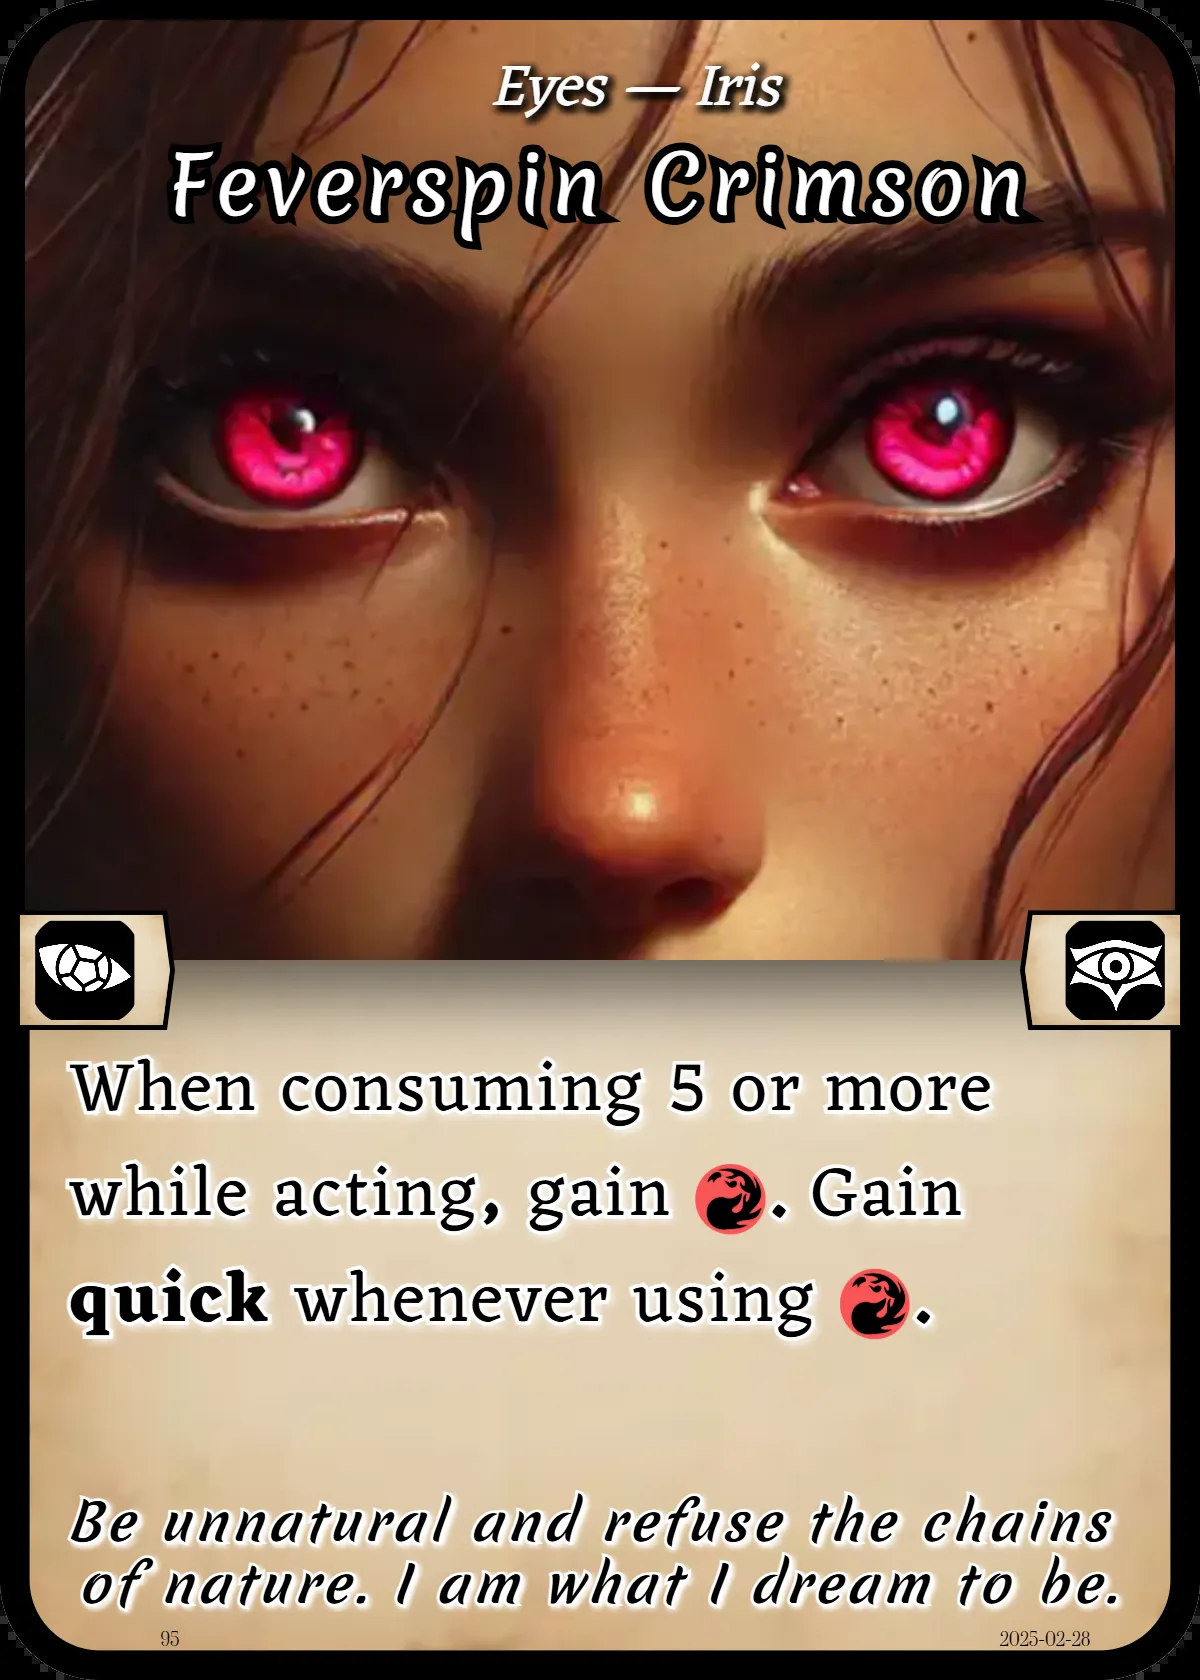 Eyes — Iris
Feverspin Crimson
When consuming 5 or more
while acting, gain . Gain
quick whenever using .
Be unnatural and refuse the chains
of nature. I am what I dream to be.
95
2025-02-28